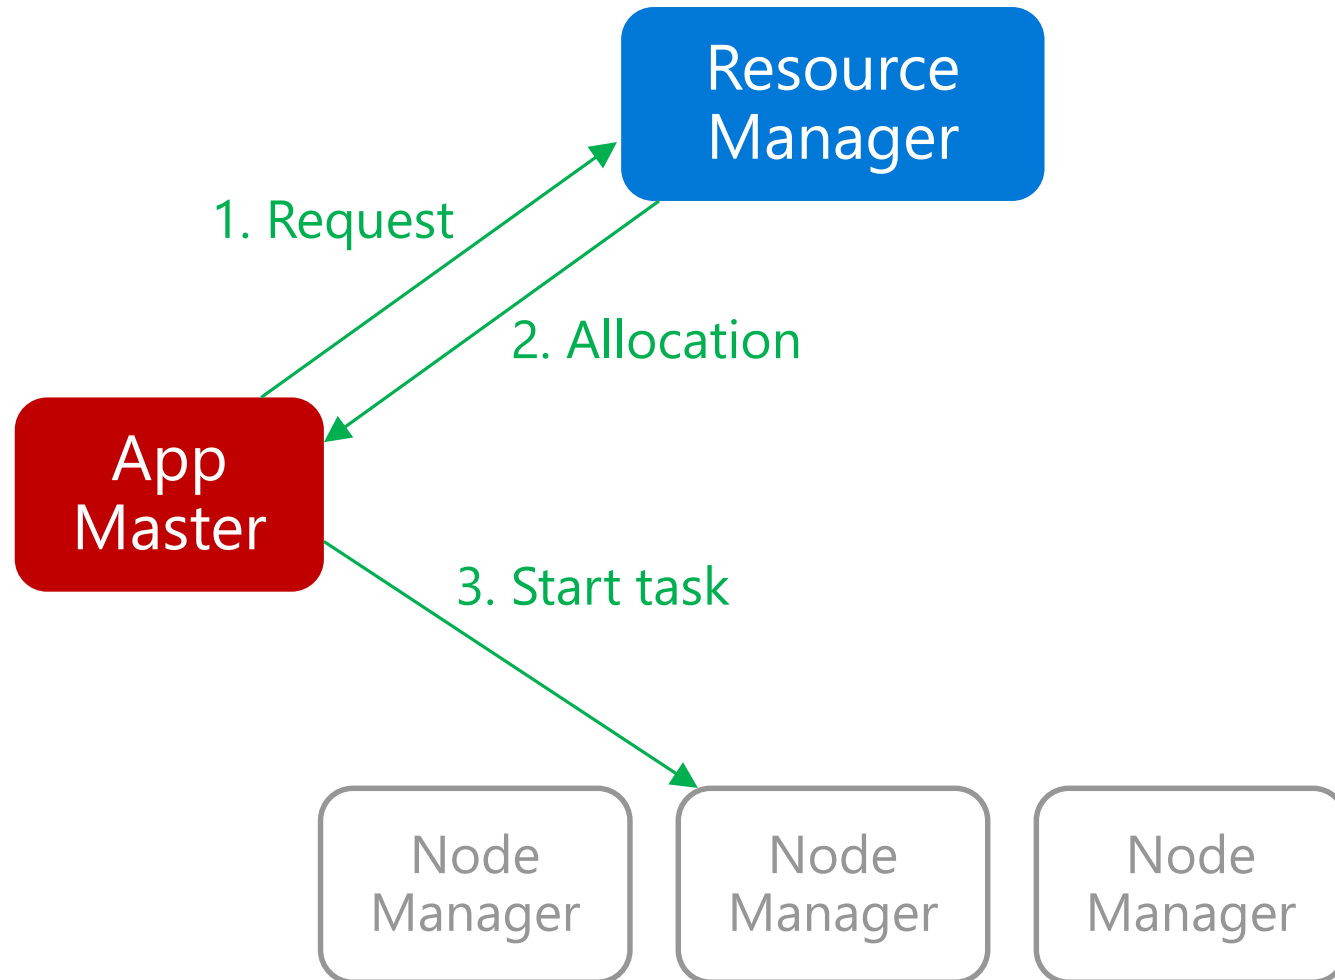 Resource
Manager
1. Request
2. Allocation
App
Master
3. Start task
Node
Manager
Node
Manager
Node
Manager